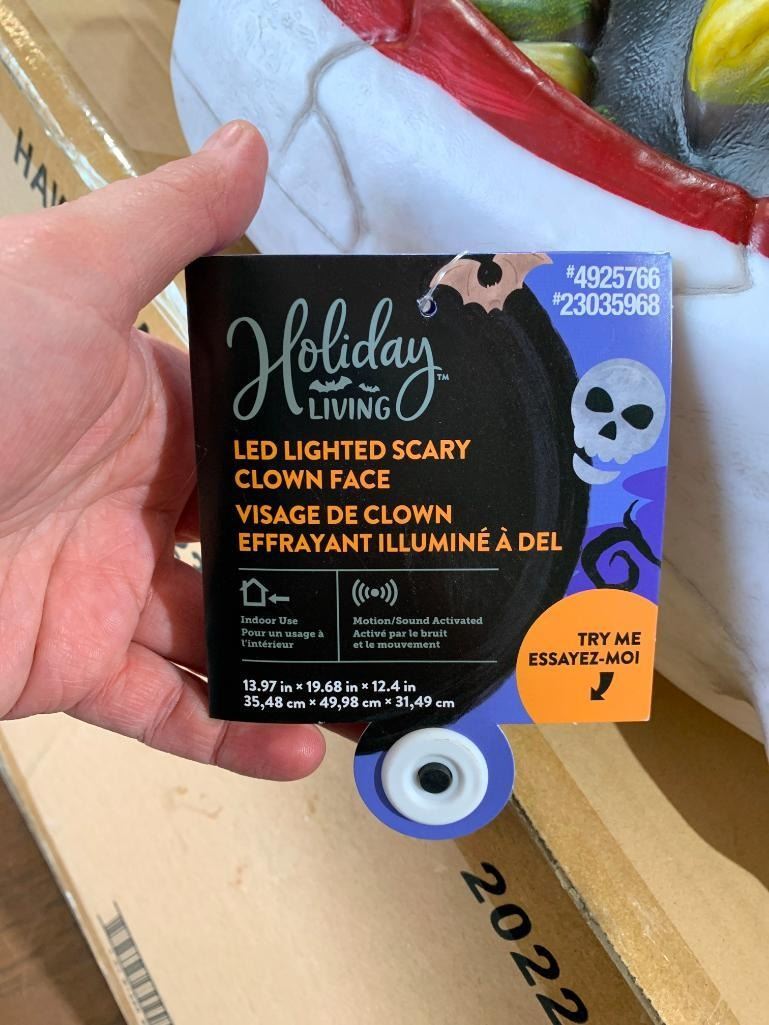 #4925766
#23035968
Holiday™
LIVING
LED LIGHTED SCARY
CLOWN FACE
VISAGE DE CLOWN
EFFRAYANT ILLUMINÉ À DEL
Indoor Use
Pour un usage à
l'intérieur
Motion/Sound Activated
Activé par le bruit
et le mouvement
13.97 in × 19.68 in × 12.4 in
35,48 cm × 49,98 cm × 31,49 cm
TRY ME
ESSAYEZ-MOI
2022